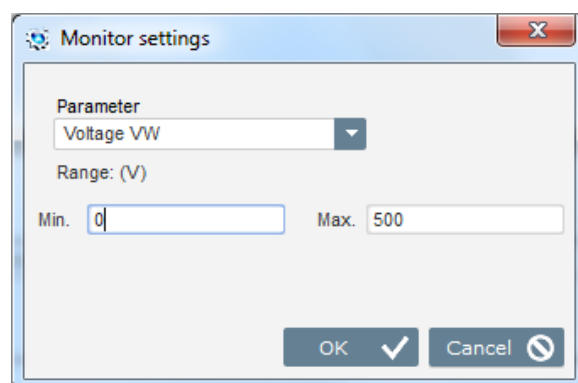 Monitor settings
Parameter
Voltage VW
Range: (V)
Min. 0 Max. 500
OK Cancel